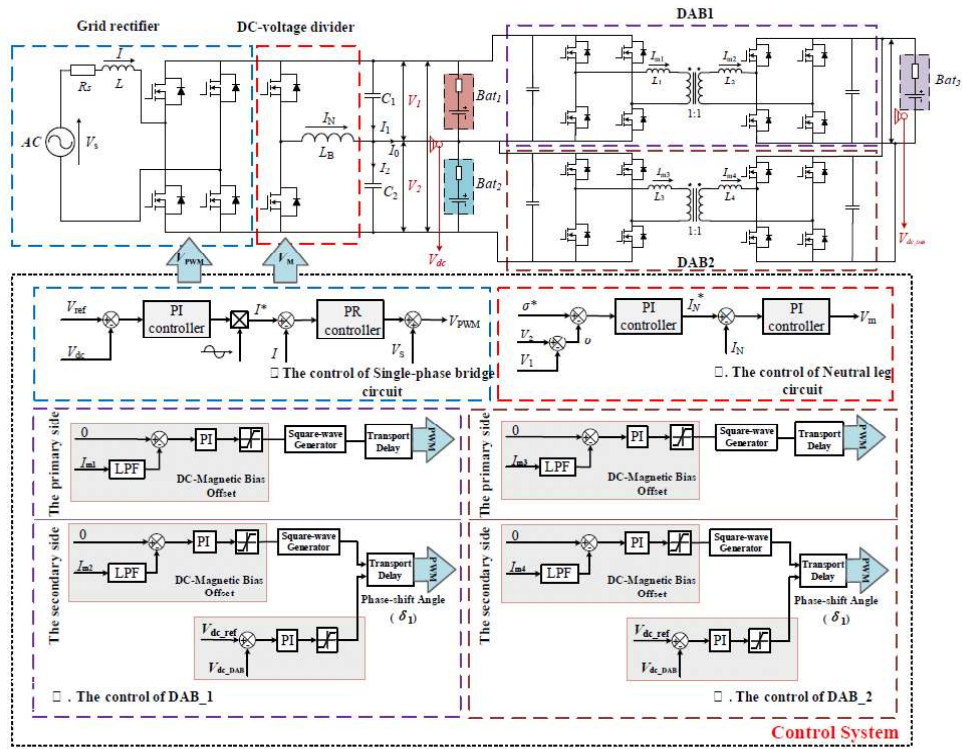 Grid rectifier
DC-voltage divider
DAB1
I
Rs
L
AC
Vs
IN
LB
C1
I1
I0
I2
C2
V1
V2
Bat1
Bat2
Vdc
Im1
L1
1:1
Im2
L2
Bat3
Im3
L3
1:1
Im4
L4
Vdc_
DAB2
VPWM
VM
Vref
Vdc
PI controller
I*
I
PR controller
VS
VPWM
□ The control of Single-phase bridge
circuit
σ*
V2
V1
σ
PI controller
IN*
IN
PI controller
Vm
□. The control of Neutral leg
circuit
The primary side
0
Im1
LPF
PI
DC-Magnetic Bias
Offset
Square-wave
Generator
Transport
Delay
PWM
The secondary side
0
Im2
LPF
PI
DC-Magnetic Bias
Offset
Square-wave
Generator
Transport
Delay
PWM
Phase-shift Angle
( δ1 )
Vdc_ref
Vdc_DAB
PI
□ . The control of DAB_1
The primary side
0
Im3
LPF
PI
DC-Magnetic Bias
Offset
Square-wave
Generator
Transport
Delay
PWM
The secondary side
0
Im4
LPF
PI
DC-Magnetic Bias
Offset
Square-wave
Generator
Transport
Delay
PWM
Phase-shift Angle
( δ1 )
Vdc_ref
Vdc_DAB
PI
□ . The control of DAB_2
Control System